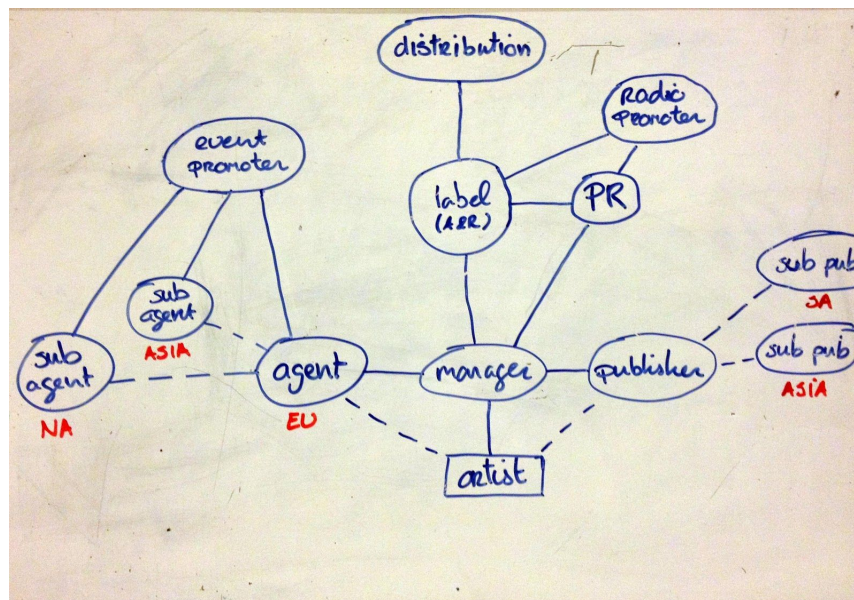 distribution
Radio
Promoter
event
promoter
label
(A&R)
PR
sub pub
SA
sub
agent
ASIA
sub
agent
NA
agent
EU
manager
publisher
sub pub
ASIA
artist